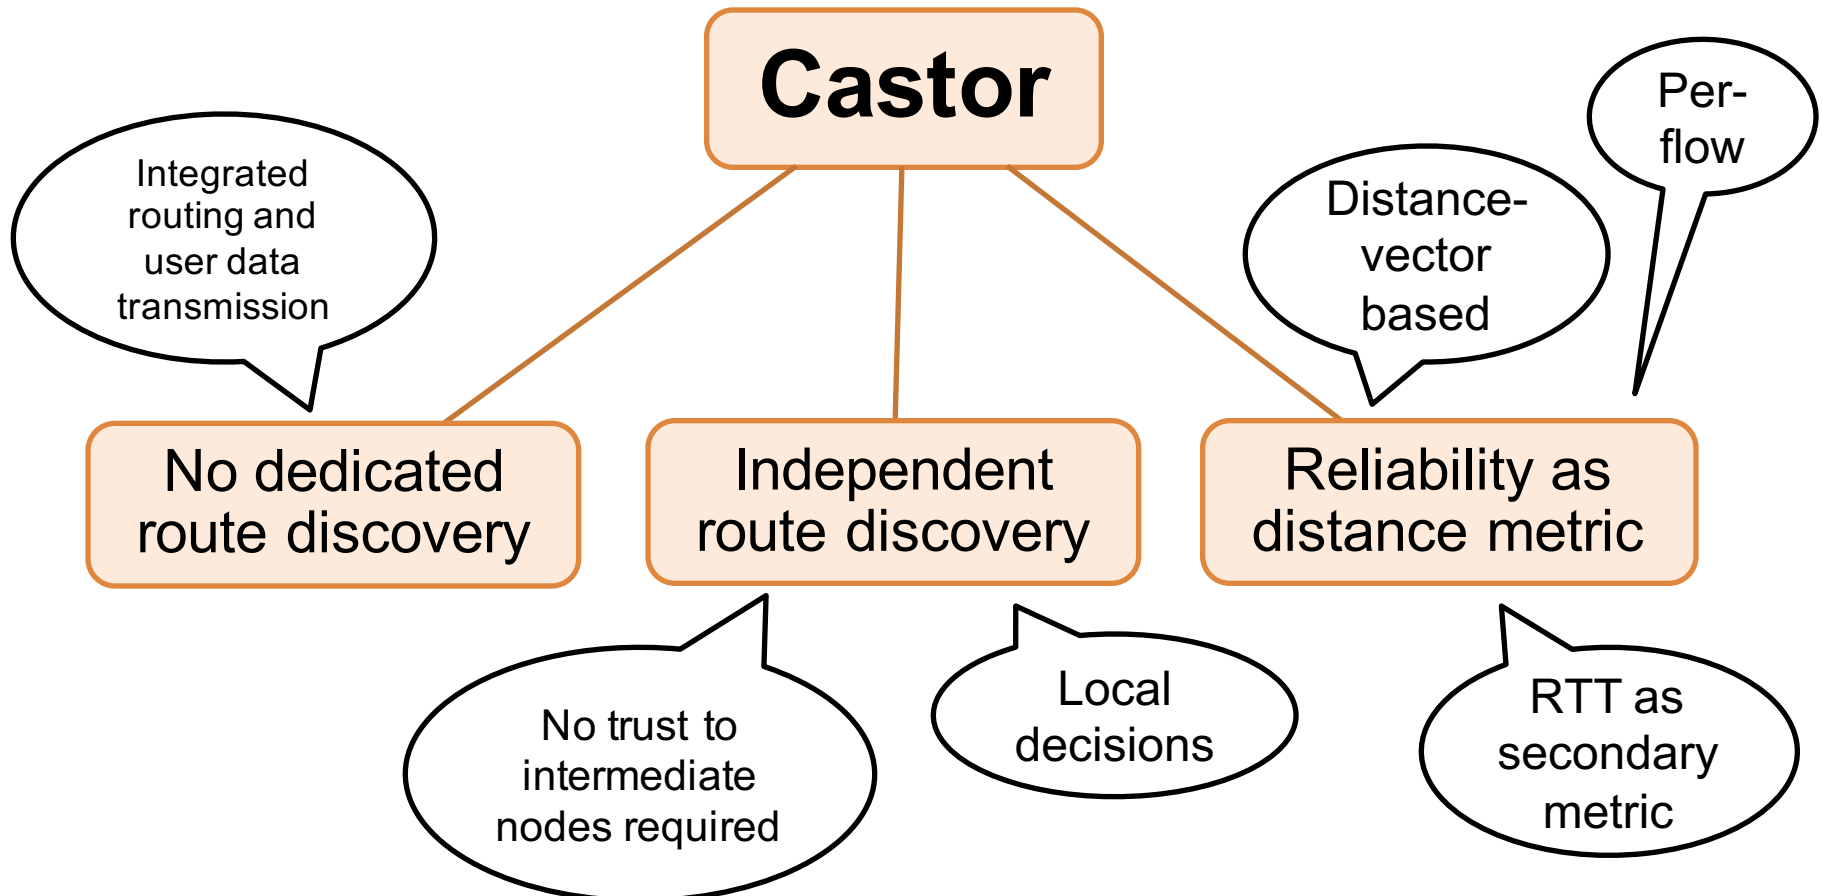 Castor
Per-
flow
Integrated
routing and
user data
transmission
Distance-
vector
based
No dedicated
route discovery
Independent
route discovery
Reliability as
distance metric
No trust to
intermediate
nodes required
Local
decisions
RTT as
secondary
metric